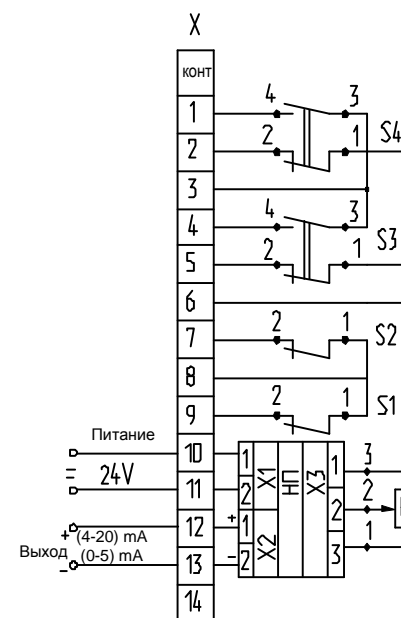 X
конт
1
4 3
2
2 1 S4
3
4
4 3
5
2 1 S3
6
7
2 1 S2
8
9
2 1 S1
Питание
= 24V
10
11
+ (4-20) mA
Выход (0-5) mA
−
12
13
14
1 X1 НП X3 1 3
2
+ 1 X2 2 2
− 2 3 1